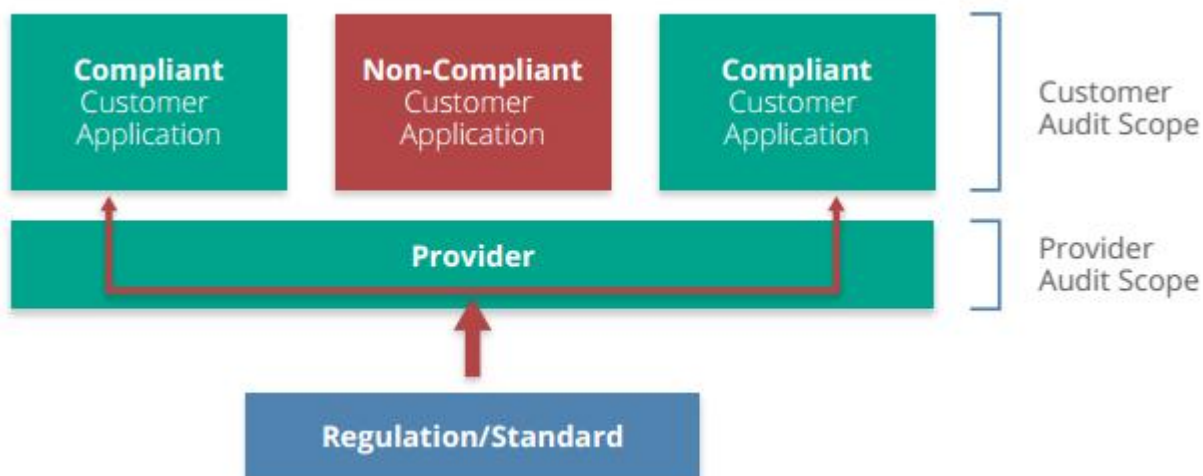 Compliant
Customer
Application
Non-Compliant
Customer
Application
Compliant
Customer
Application
Customer
Audit Scope
Provider
Provider
Audit Scope
Regulation/Standard